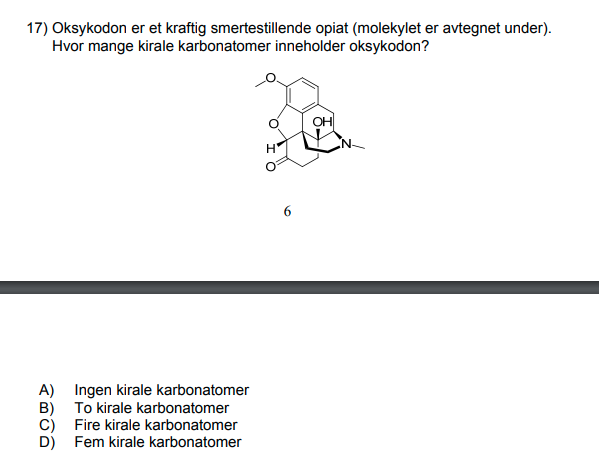 17) Oksykodon er et kraftig smertestillende opiat (molekylet er avtegnet under).
Hvor mange kirale karbonatomer inneholder oksykodon?
O
O
OH
H
N
O
6
A) Ingen kirale karbonatomer
B) To kirale karbonatomer
C) Fire kirale karbonatomer
D) Fem kirale karbonatomer